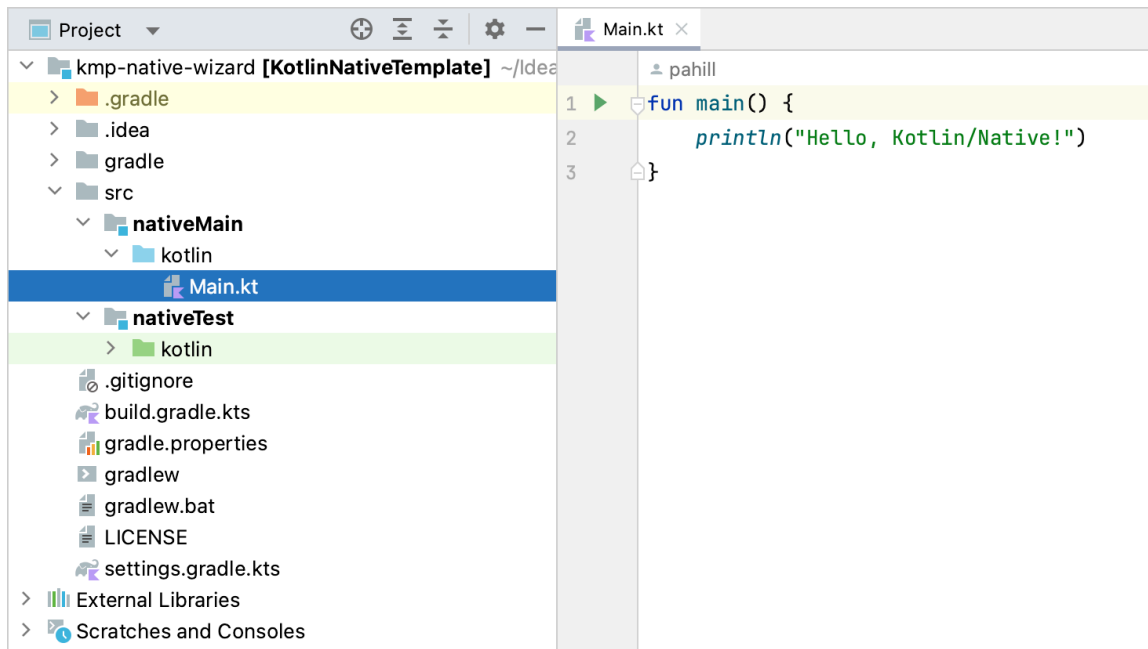 Project
kmp-native-wizard [KotlinNativeTemplate] ~/Idea
.gradle
.idea
gradle
src
nativeMain
kotlin
Main.kt
nativeTest
kotlin
.gitignore
build.gradle.kts
gradle.properties
gradlew
gradlew.bat
LICENSE
settings.gradle.kts
External Libraries
Scratches and Consoles
Main.kt
pahill
1 fun main() {
2     println("Hello, Kotlin/Native!")
3 }